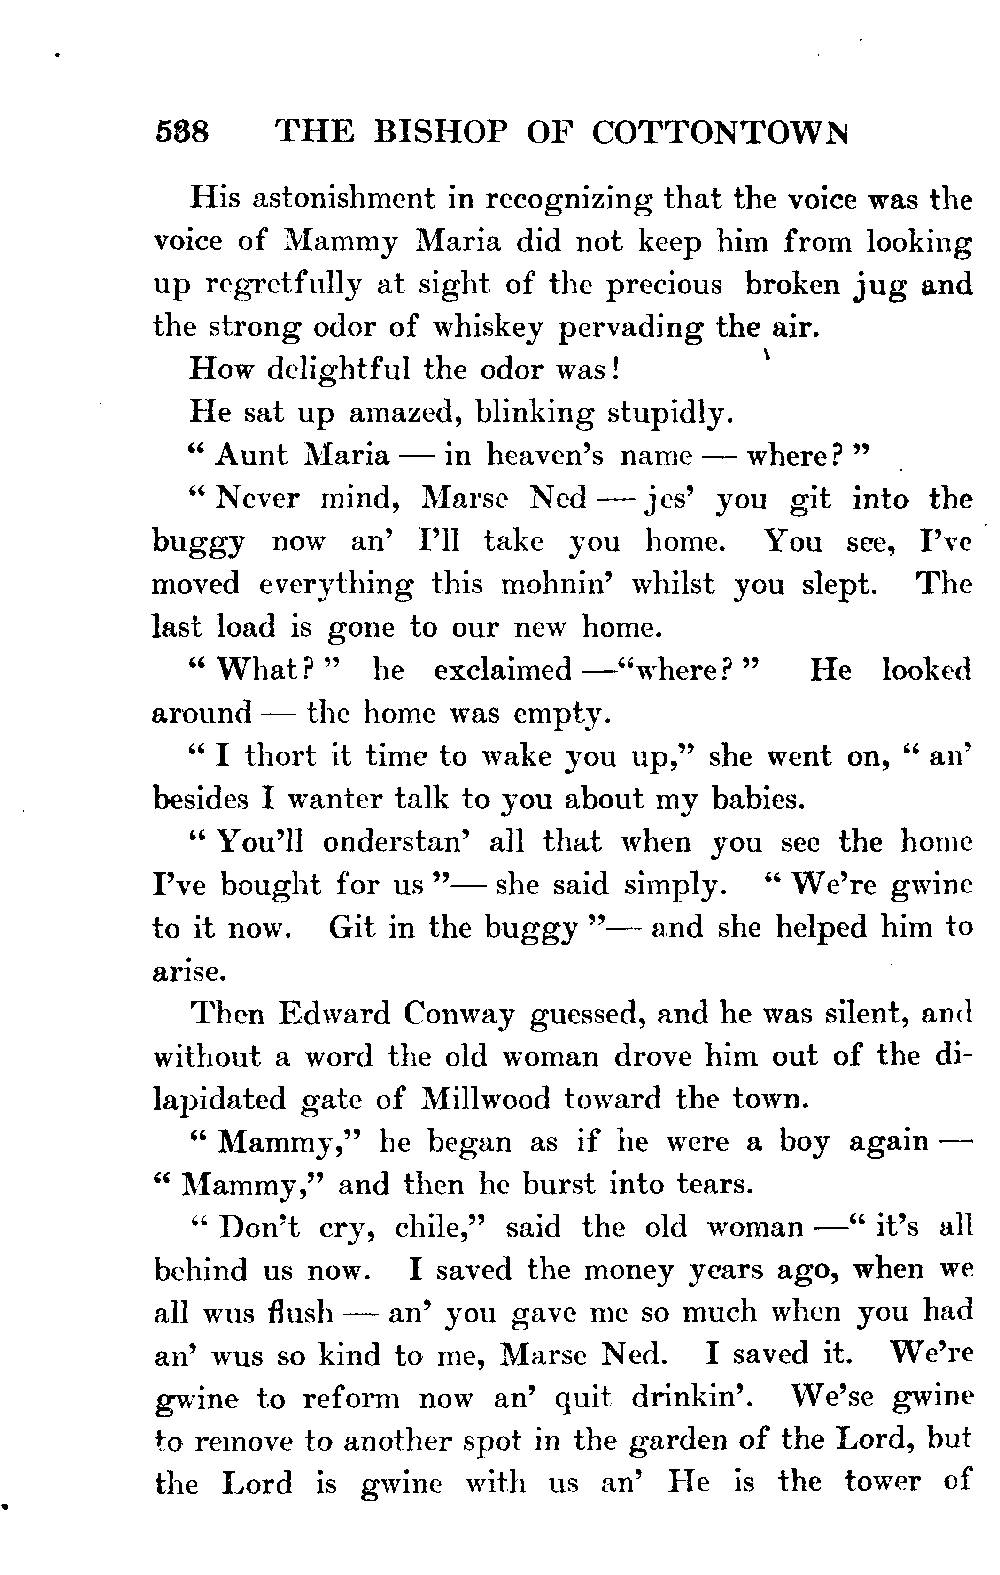 538 THE BISHOP OF COTTONTOWN
His astonishment in recognizing that the voice was the
voice of Mammy Maria did not keep him from looking
up regretfully at sight of the precious broken jug and
the strong odor of whiskey pervading the air.
How delightful the odor was!
He sat up amazed, blinking stupidly.
“ Aunt Maria — in heaven’s name — where? ”
“ Never mind, Marse Ned — jes’ you git into the
buggy now an’ I’ll take you home. You see, I’ve
moved everything this mohnin’ whilst you slept. The
last load is gone to our new home.
“ What? ” he exclaimed —“where? ” He looked
around — the home was empty.
“ I thort it time to wake you up,” she went on, “ an’
besides I wanter talk to you about my babies.
“ You’ll onderstan’ all that when you see the home
I’ve bought for us ”— she said simply. “ We’re gwine
to it now. Git in the buggy ”— and she helped him to
arise.
Then Edward Conway guessed, and he was silent, and
without a word the old woman drove him out of the di-
lapidated gate of Millwood toward the town.
“ Mammy,” he began as if he were a boy again —
“ Mammy,” and then he burst into tears.
“ Don’t cry, chile,” said the old woman —“ it’s all
behind us now. I saved the money years ago, when we
all wus flush — an’ you gave me so much when you had
an’ wus so kind to me, Marse Ned. I saved it. We’re
gwine to reform now an’ quit drinkin’. We’se gwine
to remove to another spot in the garden of the Lord, but
the Lord is gwine with us an’ He is the tower of